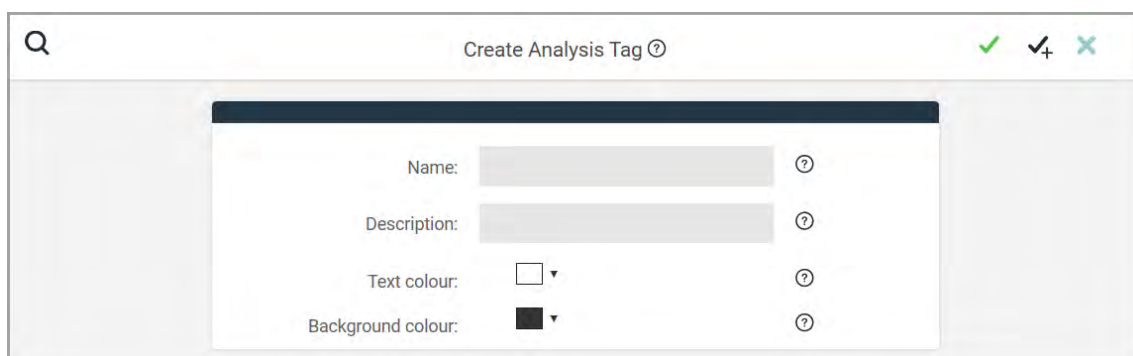 Create Analysis Tag
Name:
Description:
Text colour:
Background colour: